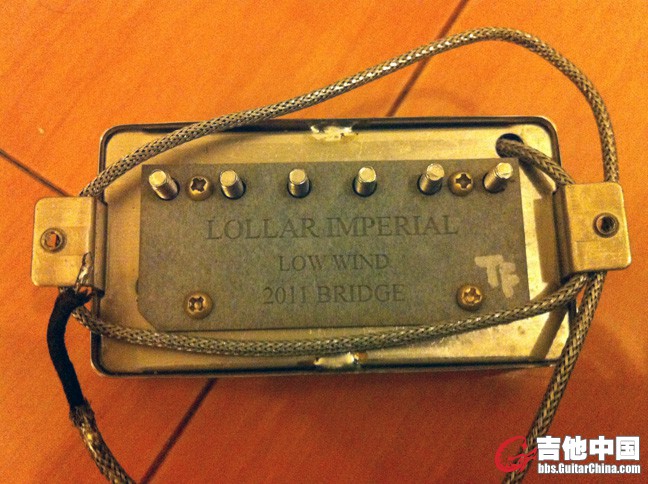 LOLLAR IMPERIAL
LOW WIND
2011 BRIDGE
TF
吉他中国
bbs.GuitarChina.com